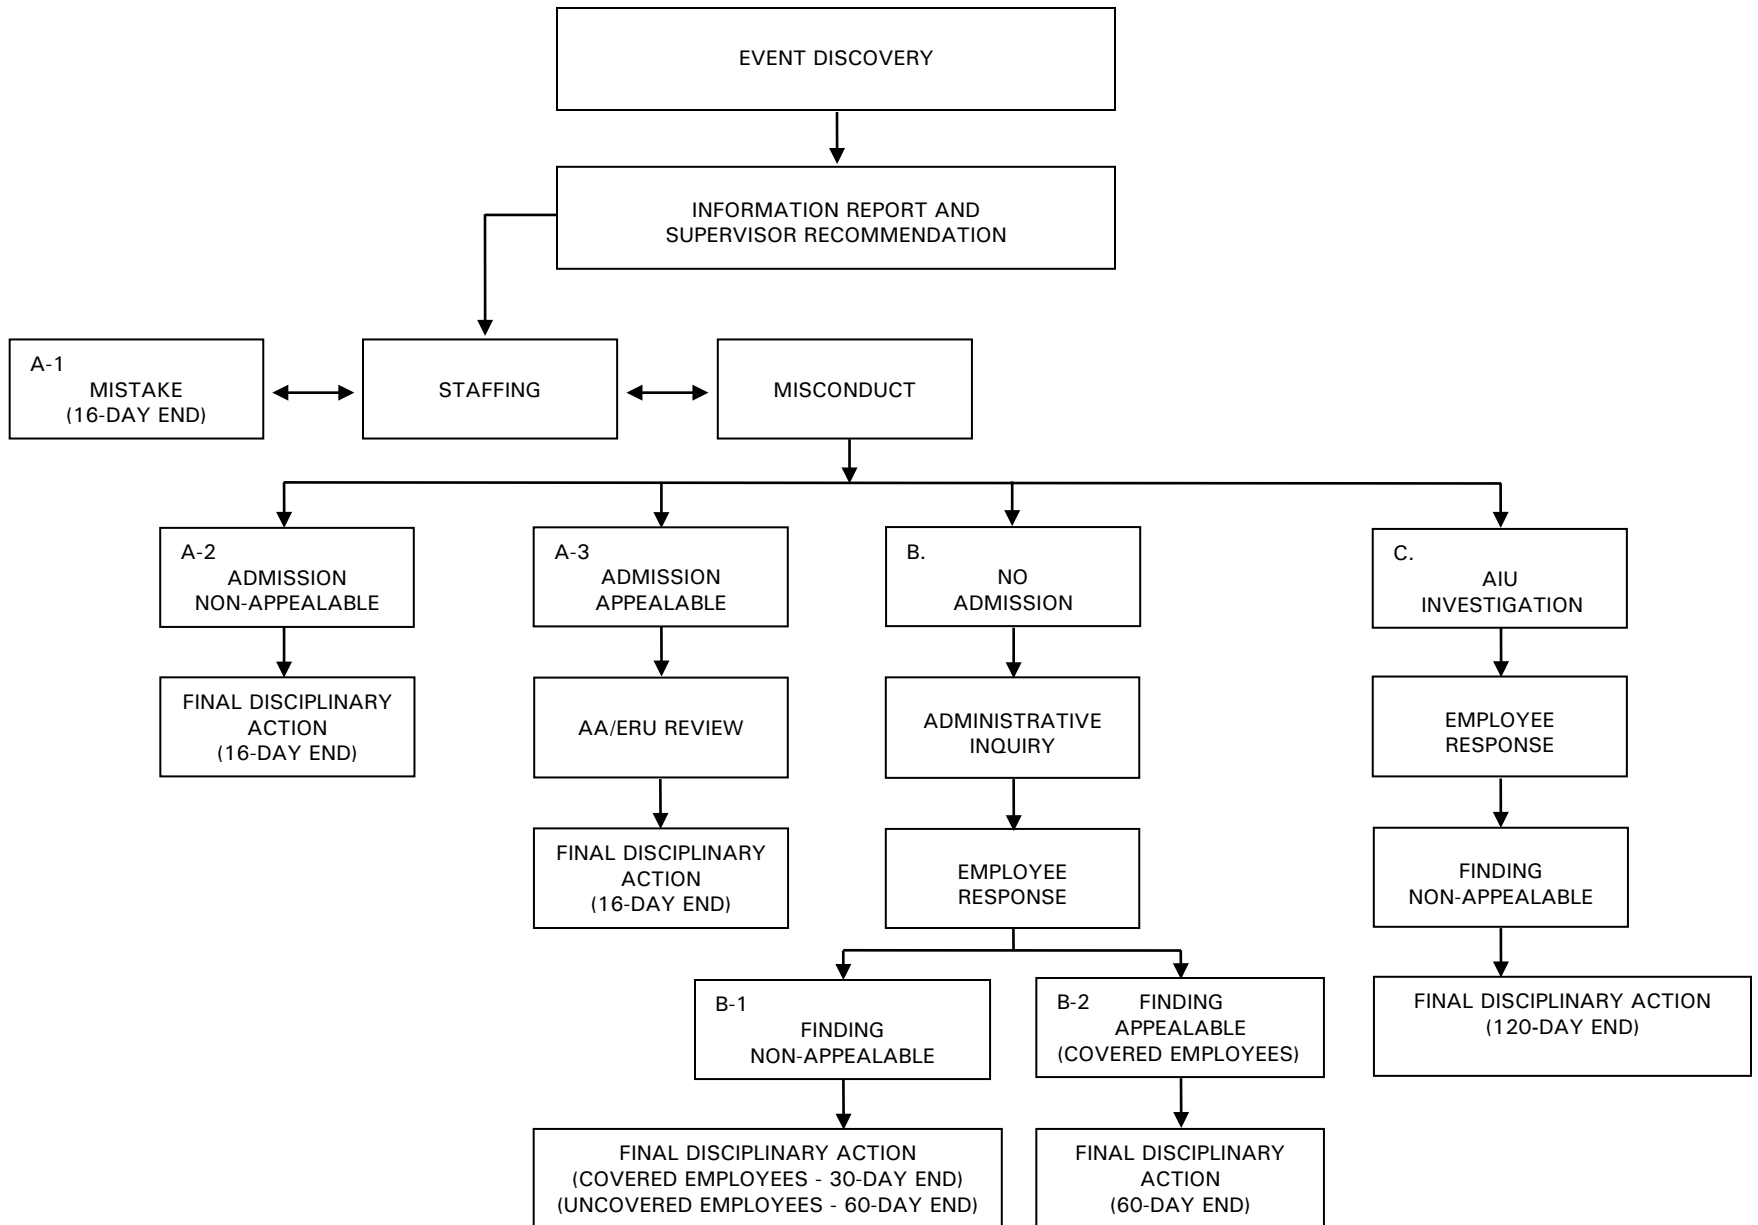 EVENT DISCOVERY
INFORMATION REPORT AND
SUPERVISOR RECOMMENDATION
A-1
MISTAKE
(16-DAY END)
STAFFING
MISCONDUCT
A-2
ADMISSION
NON-APPEALABLE
A-3
ADMISSION
APPEALABLE
B.
NO
ADMISSION
C.
AIU
INVESTIGATION
FINAL DISCIPLINARY
ACTION
(16-DAY END)
AA/ERU REVIEW
ADMINISTRATIVE
INQUIRY
EMPLOYEE
RESPONSE
FINAL DISCIPLINARY
ACTION
(16-DAY END)
EMPLOYEE
RESPONSE
FINDING
NON-APPEALABLE
B-1
FINDING
NON-APPEALABLE
B-2 FINDING
APPEALABLE
(COVERED EMPLOYEES)
FINAL DISCIPLINARY ACTION
(120-DAY END)
FINAL DISCIPLINARY ACTION
(COVERED EMPLOYEES - 30-DAY END)
(UNCOVERED EMPLOYEES - 60-DAY END)
FINAL DISCIPLINARY
ACTION
(60-DAY END)